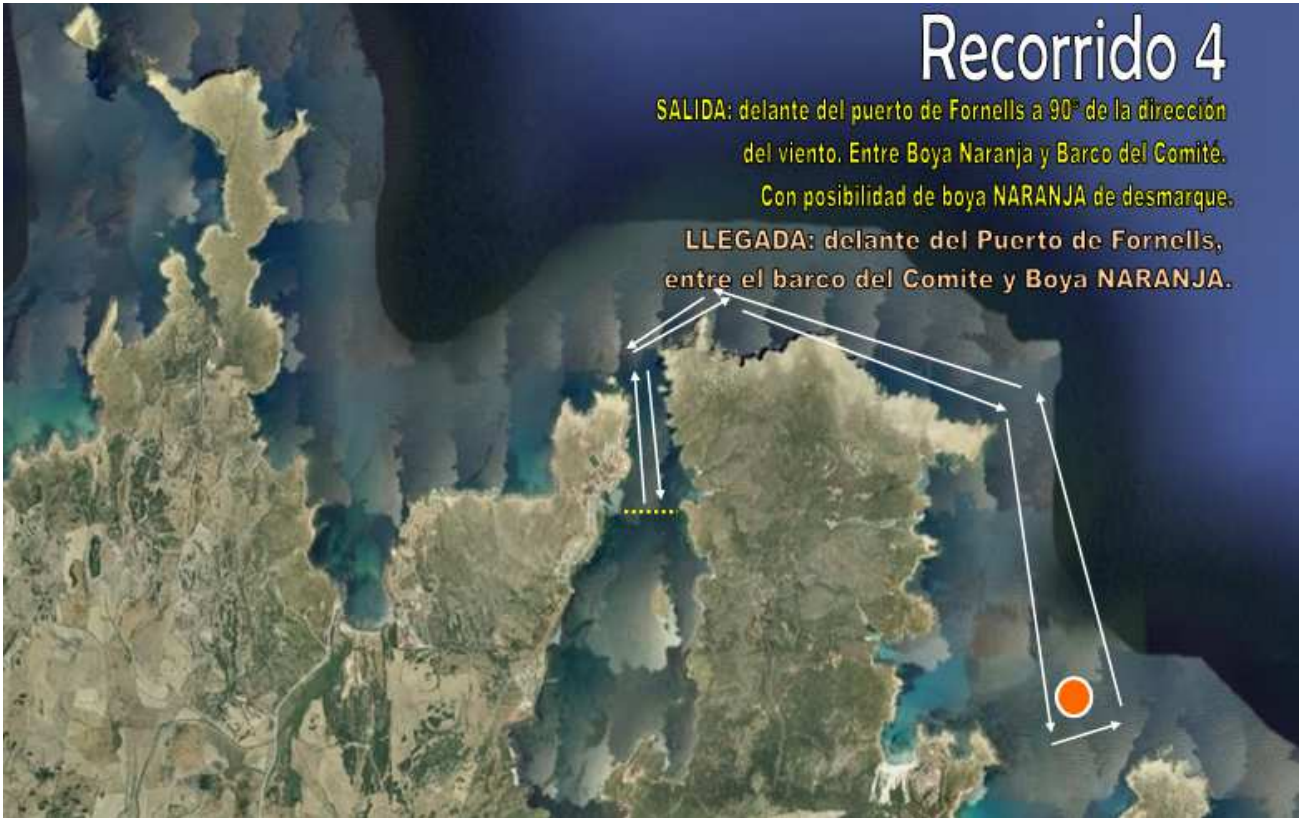 Recorrido 4
SALIDA: delante del puerto de Fornells a 90º de la dirección
del viento. Entre Boya Naranja y Barco del Comité.
Con posibilidad de boya NARANJA de desmarque.
LLEGADA: delante del Puerto de Fornells,
entre el barco del Comite y Boya NARANJA.